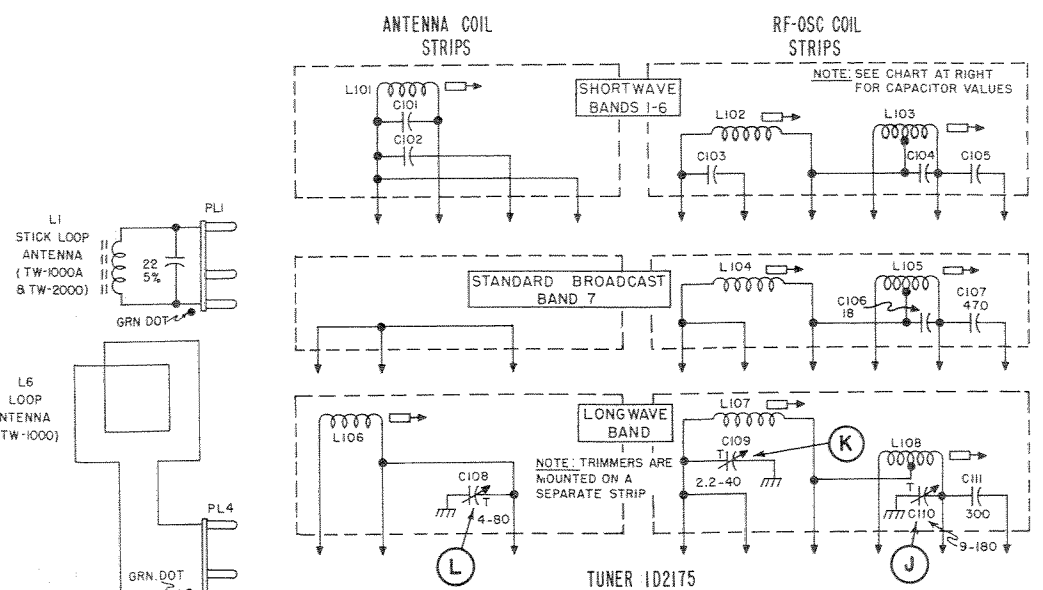 ANTENNA COIL
STRIPS
RF-OSC COIL
STRIPS
NOTE: SEE CHART AT RIGHT
FOR CAPACITOR VALUES
SHORTWAVE
BANDS 1-6
L101
C101
C102
L102
C103
L103
C104
C105
L1
STICK LOOP
ANTENNA
(TW-1000A
& TW-2000)
22
5%
PL1
GRN DOT
STANDARD BROADCAST
BAND 7
L104
L105
C106
18
C107
470
L6
LOOP
NTENNA
TW-1000)
PL4
GRN. DOT
LONGWAVE
BAND
L106
C108
T
4-80
L
NOTE: TRIMMERS ARE
MOUNTED ON A
SEPARATE STRIP
L107
C109
T
2.2-40
K
L108
T
C110
9-180
C111
300
J
TUNER 1D2175